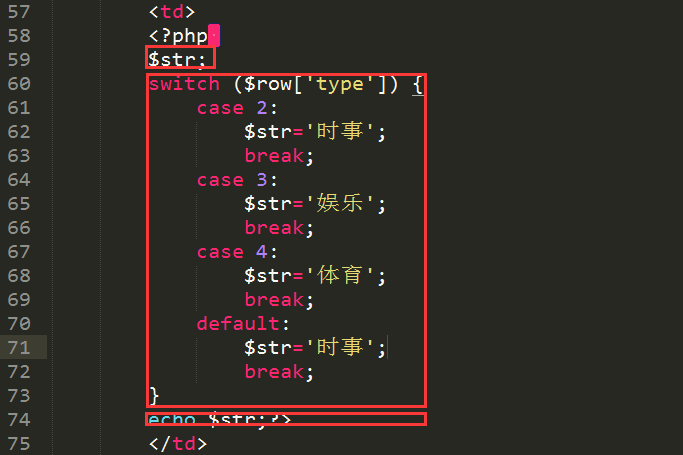 57 <td>
58 <?php
59 $str;
60 switch ($row['type']) {
61 case 2:
62 $str='时事';
63 break;
64 case 3:
65 $str='娱乐';
66 break;
67 case 4:
68 $str='体育';
69 break;
70 default:
71 $str='时事';
72 break;
73 }
74 echo $str;?>
75 </td>